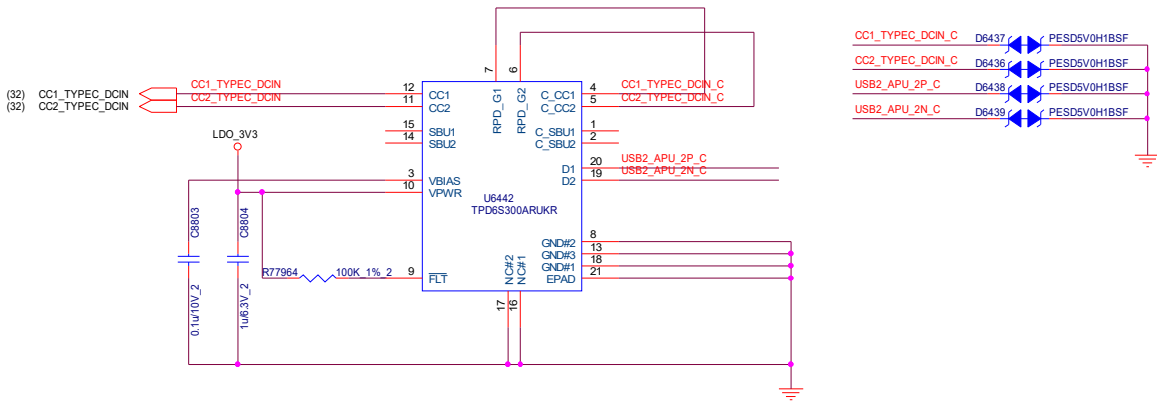 CC1_TYPEC_DCIN_C D6437 PESD5V0H1BSF
CC2_TYPEC_DCIN_C D6436 PESD5V0H1BSF
USB2_APU_2P_C D6438 PESD5V0H1BSF
USB2_APU_2N_C D6439 PESD5V0H1BSF
7 6
RPD_G1 RPD_G2
(32) CC1_TYPEC_DCIN CC1_TYPEC_DCIN 12 CC1 C_CC1 4 CC1_TYPEC_DCIN_C
(32) CC2_TYPEC_DCIN CC2_TYPEC_DCIN 11 CC2 C_CC2 5 CC2_TYPEC_DCIN_C
15 SBU1 C_SBU1 1
14 SBU2 C_SBU2 2
LDO_3V3
D1 20 USB2_APU_2P_C
D2 19 USB2_APU_2N_C
3 VBIAS
10 VPWR
U6442
TPD6S300ARUKR
C8803
C8804
GND#2 8
GND#3 13
GND#1 18
EPAD 21
R77964 100K_1%_2 9 FLT
NC#2 NC#1
17 16
0.1u/10V_2
1u/6.3V_2